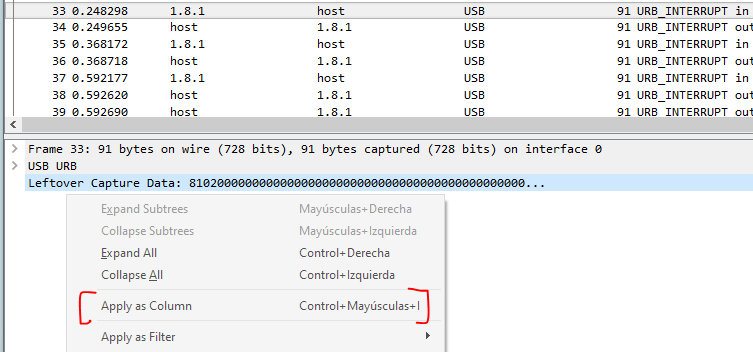 33 0.248298 1.8.1 host USB 91 URB_INTERRUPT in
34 0.249655 host 1.8.1 USB 91 URB_INTERRUPT out
35 0.368172 1.8.1 host USB 91 URB_INTERRUPT in
36 0.368718 host 1.8.1 USB 91 URB_INTERRUPT out
37 0.592177 1.8.1 host USB 91 URB_INTERRUPT in
38 0.592620 host 1.8.1 USB 91 URB_INTERRUPT out
39 0.592690 host 1.8.1 USB 91 URB_INTERRUPT out
Frame 33: 91 bytes on wire (728 bits), 91 bytes captured (728 bits) on interface 0
USB URB
Leftover Capture Data: 81020000000000000000000000000000000000000000000000...
Expand Subtrees Mayúsculas+Derecha
Collapse Subtrees Mayúsculas+Izquierda
Expand All Control+Derecha
Collapse All Control+Izquierda
Apply as Column Control+Mayúsculas+I
Apply as Filter